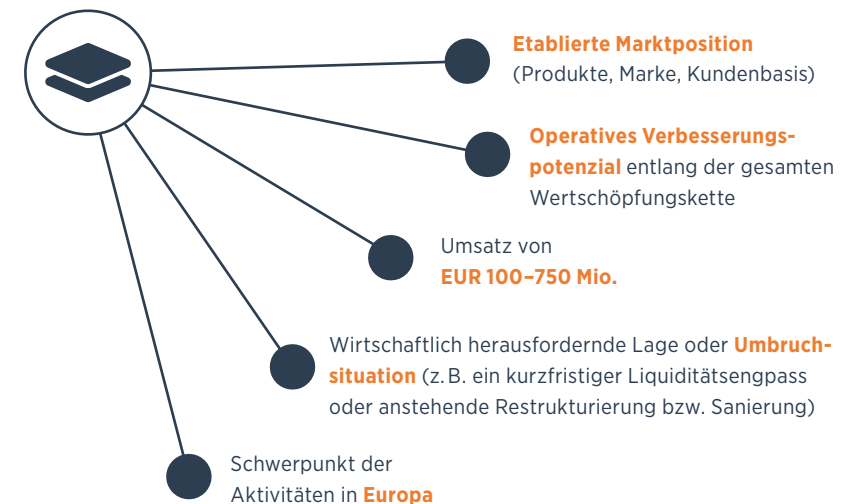 Etablierte Marktposition
(Produkte, Marke, Kundenbasis)
Operatives Verbesserungs-
potenzial entlang der gesamten
Wertschöpfungskette
Umsatz von
EUR 100–750 Mio.
Wirtschaftlich herausfordernde Lage oder Umbruch-
situation (z. B. ein kurzfristiger Liquiditätsengpass
oder anstehende Restrukturierung bzw. Sanierung)
Schwerpunkt der
Aktivitäten in Europa